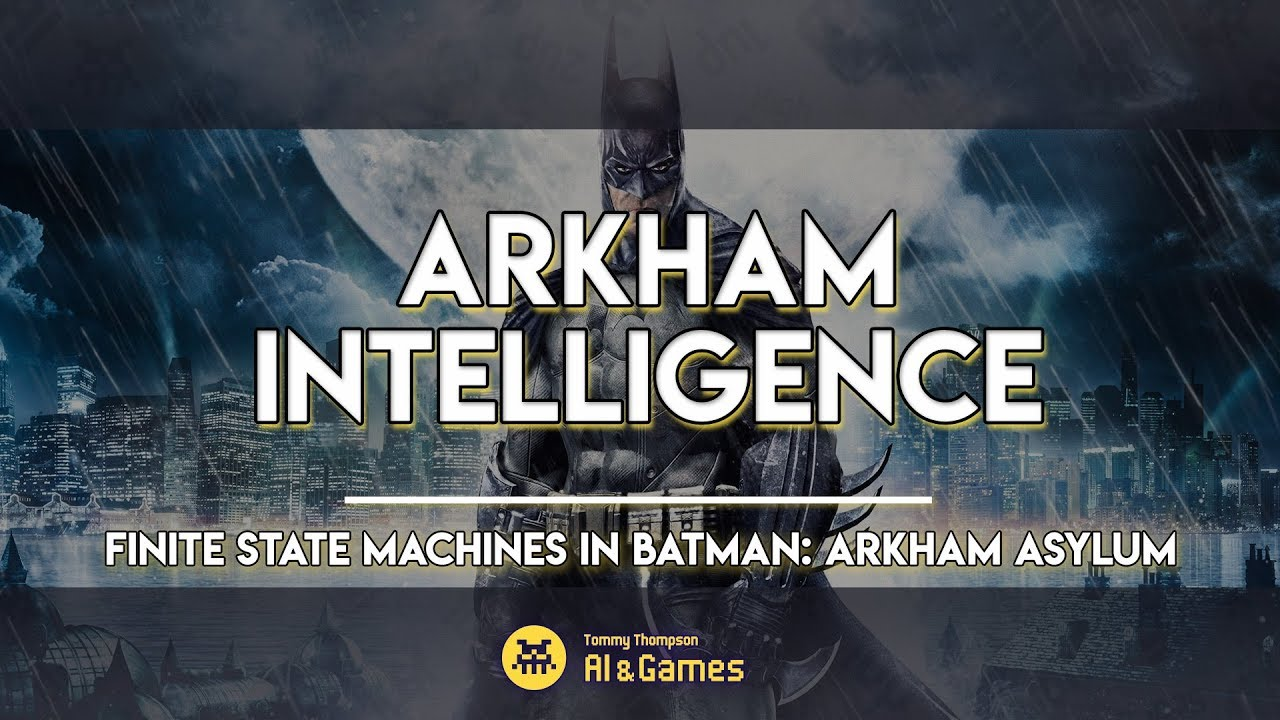 ARKHAM
INTELLIGENCE
FINITE STATE MACHINES IN BATMAN: ARKHAM ASYLUM
Tommy Thompson
AI & Games